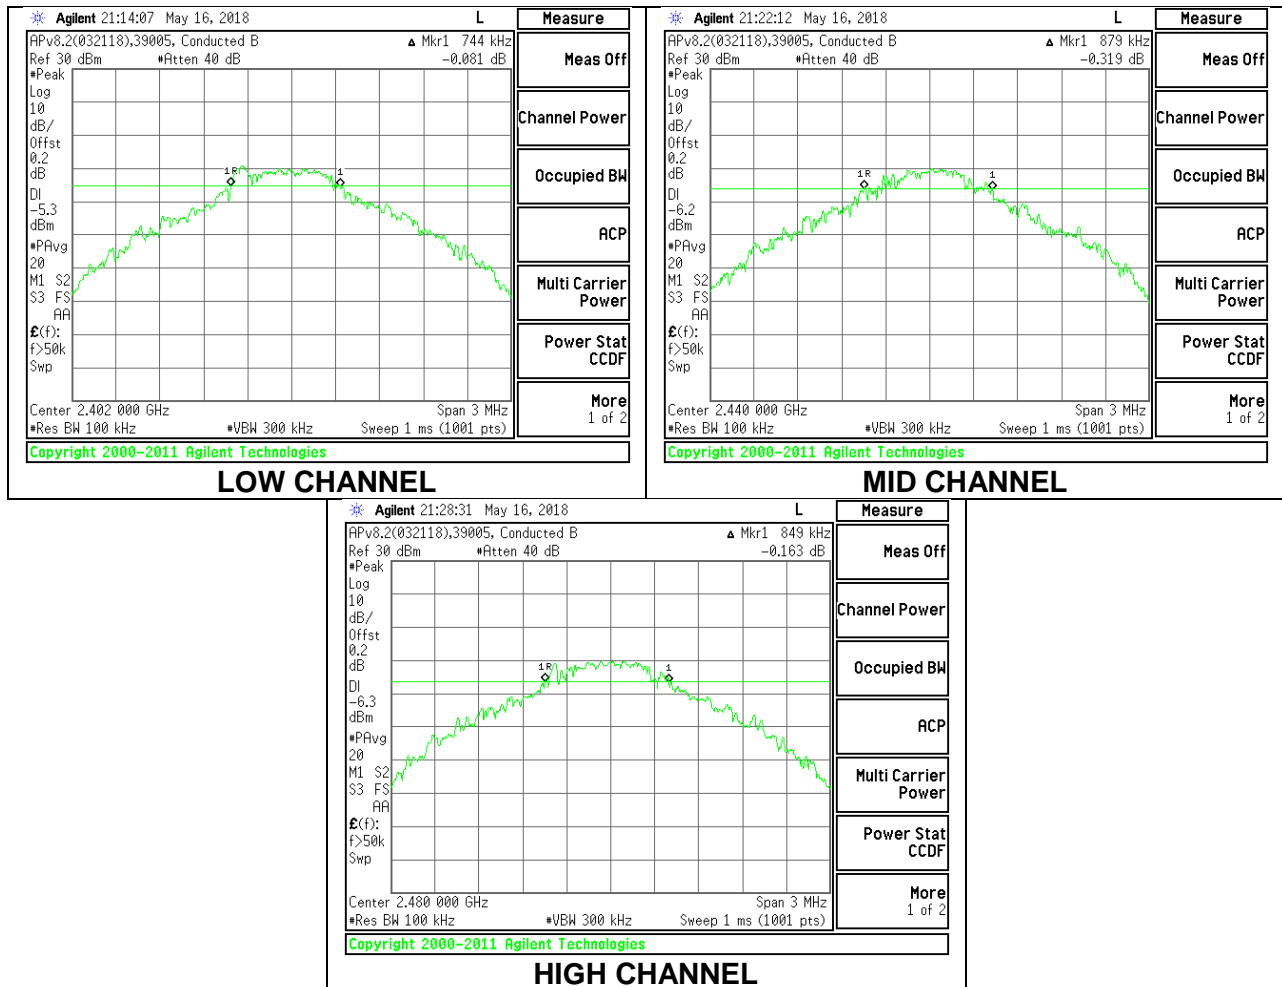 Agilent 21:14:07 May 16, 2018 L Measure
APv8.2(032118),39005, Conducted B Δ Mkr1 744 kHz
Ref 30 dBm #Atten 40 dB -0.081 dB
#Peak
Log
10
dB/
Offst
0.2
dB
DI
-5.3
dBm
#PAvg
20
M1 S2
S3 FS
AA
£(f):
f>50k
Swp
1R
1
Center 2.402 000 GHz Span 3 MHz
#Res BW 100 kHz #VBW 300 kHz Sweep 1 ms (1001 pts)
Meas Off
Channel Power
Occupied BW
ACP
Multi Carrier
Power
Power Stat
CCDF
More
1 of 2
Copyright 2000-2011 Agilent Technologies
LOW CHANNEL
Agilent 21:22:12 May 16, 2018 L Measure
APv8.2(032118),39005, Conducted B Δ Mkr1 879 kHz
Ref 30 dBm #Atten 40 dB -0.319 dB
#Peak
Log
10
dB/
Offst
0.2
dB
DI
-6.2
dBm
#PAvg
20
M1 S2
S3 FS
AA
£(f):
f>50k
Swp
1R
1
Center 2.440 000 GHz Span 3 MHz
#Res BW 100 kHz #VBW 300 kHz Sweep 1 ms (1001 pts)
Meas Off
Channel Power
Occupied BW
ACP
Multi Carrier
Power
Power Stat
CCDF
More
1 of 2
Copyright 2000-2011 Agilent Technologies
MID CHANNEL
Agilent 21:28:31 May 16, 2018 L Measure
APv8.2(032118),39005, Conducted B Δ Mkr1 849 kHz
Ref 30 dBm #Atten 40 dB -0.163 dB
#Peak
Log
10
dB/
Offst
0.2
dB
DI
-6.3
dBm
#PAvg
20
M1 S2
S3 FS
AA
£(f):
f>50k
Swp
1R
1
Center 2.480 000 GHz Span 3 MHz
#Res BW 100 kHz #VBW 300 kHz Sweep 1 ms (1001 pts)
Meas Off
Channel Power
Occupied BW
ACP
Multi Carrier
Power
Power Stat
CCDF
More
1 of 2
Copyright 2000-2011 Agilent Technologies
HIGH CHANNEL